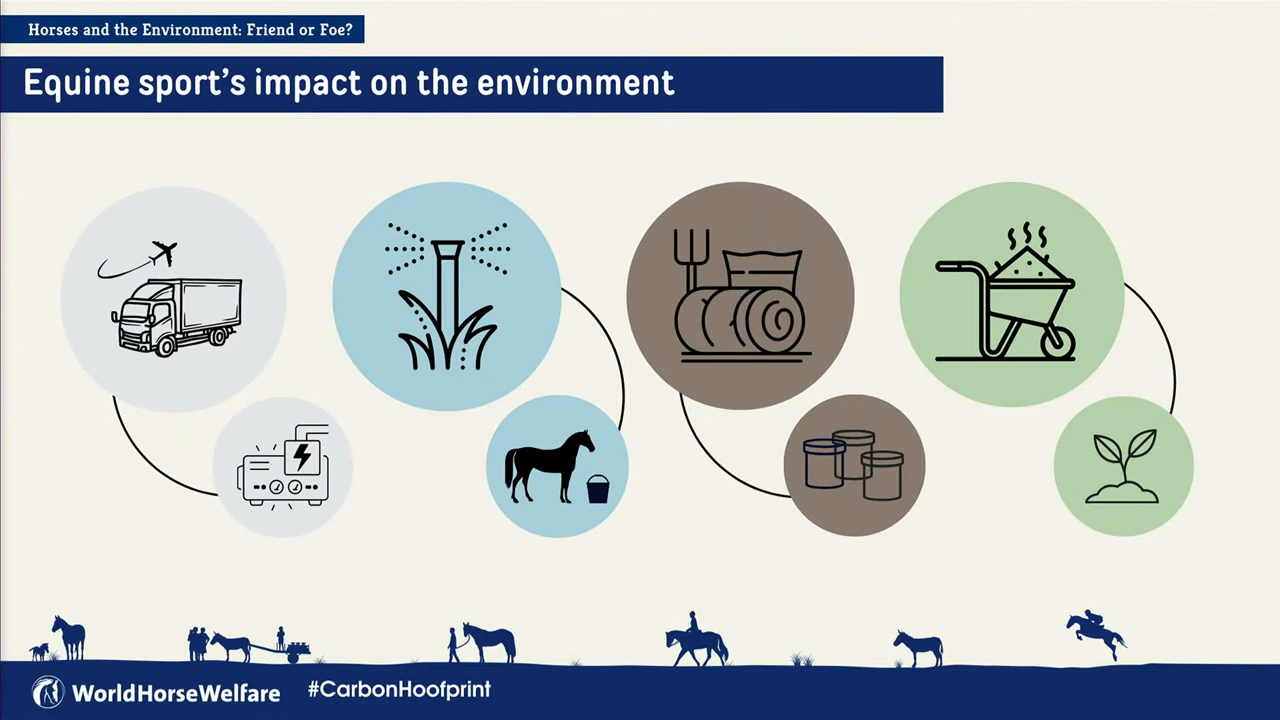 Horses and the Environment: Friend or Foe?
Equine sport's impact on the environment
WorldHorseWelfare
#CarbonHoofprint